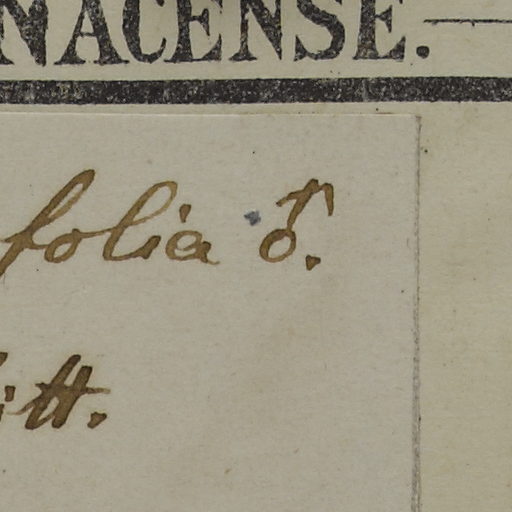 NACENSE.
folia ♂.
itt.